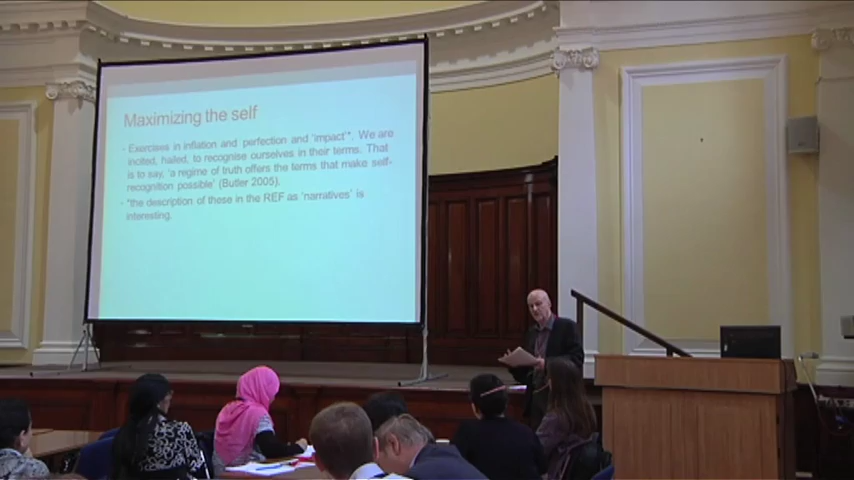 Maximizing the self
- Exercises in inflation and perfection and 'impact'*. We are
incited, hailed, to recognise ourselves in their terms. That
is to say, 'a regime of truth offers the terms that make self-
recognition possible' (Butler 2005).
- *the description of these in the REF as 'narratives' is
interesting.